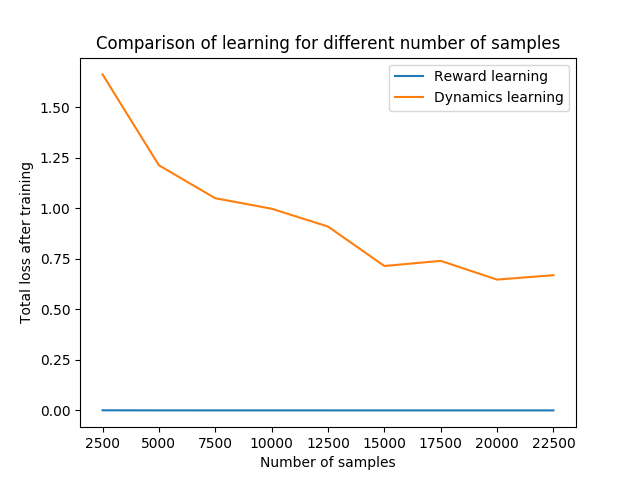 Comparison of learning for different number of samples
Reward learning
Dynamics learning
Total loss after training
1.50
1.25
1.00
0.75
0.50
0.25
0.00
2500 5000 7500 10000 12500 15000 17500 20000 22500
Number of samples